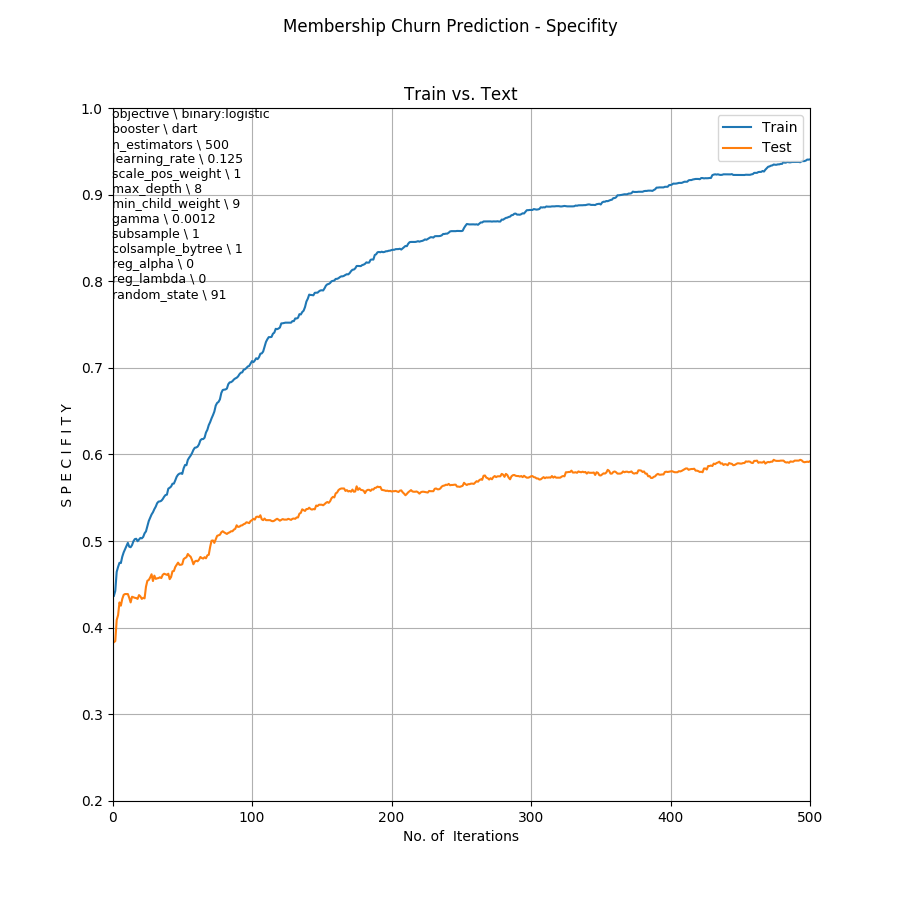 Membership Churn Prediction - Specifity
Train vs. Text
objective \ binary:logistic
booster \ dart
n_estimators \ 500
learning_rate \ 0.125
scale_pos_weight \ 1
max_depth \ 8
min_child_weight \ 9
gamma \ 0.0012
subsample \ 1
colsample_bytree \ 1
reg_alpha \ 0
reg_lambda \ 0
random_state \ 91
Train
Test
1.0
0.9
0.8
0.7
0.6
0.5
0.4
0.3
0.2
S P E C I F I T Y
0 100 200 300 400 500
No. of  Iterations